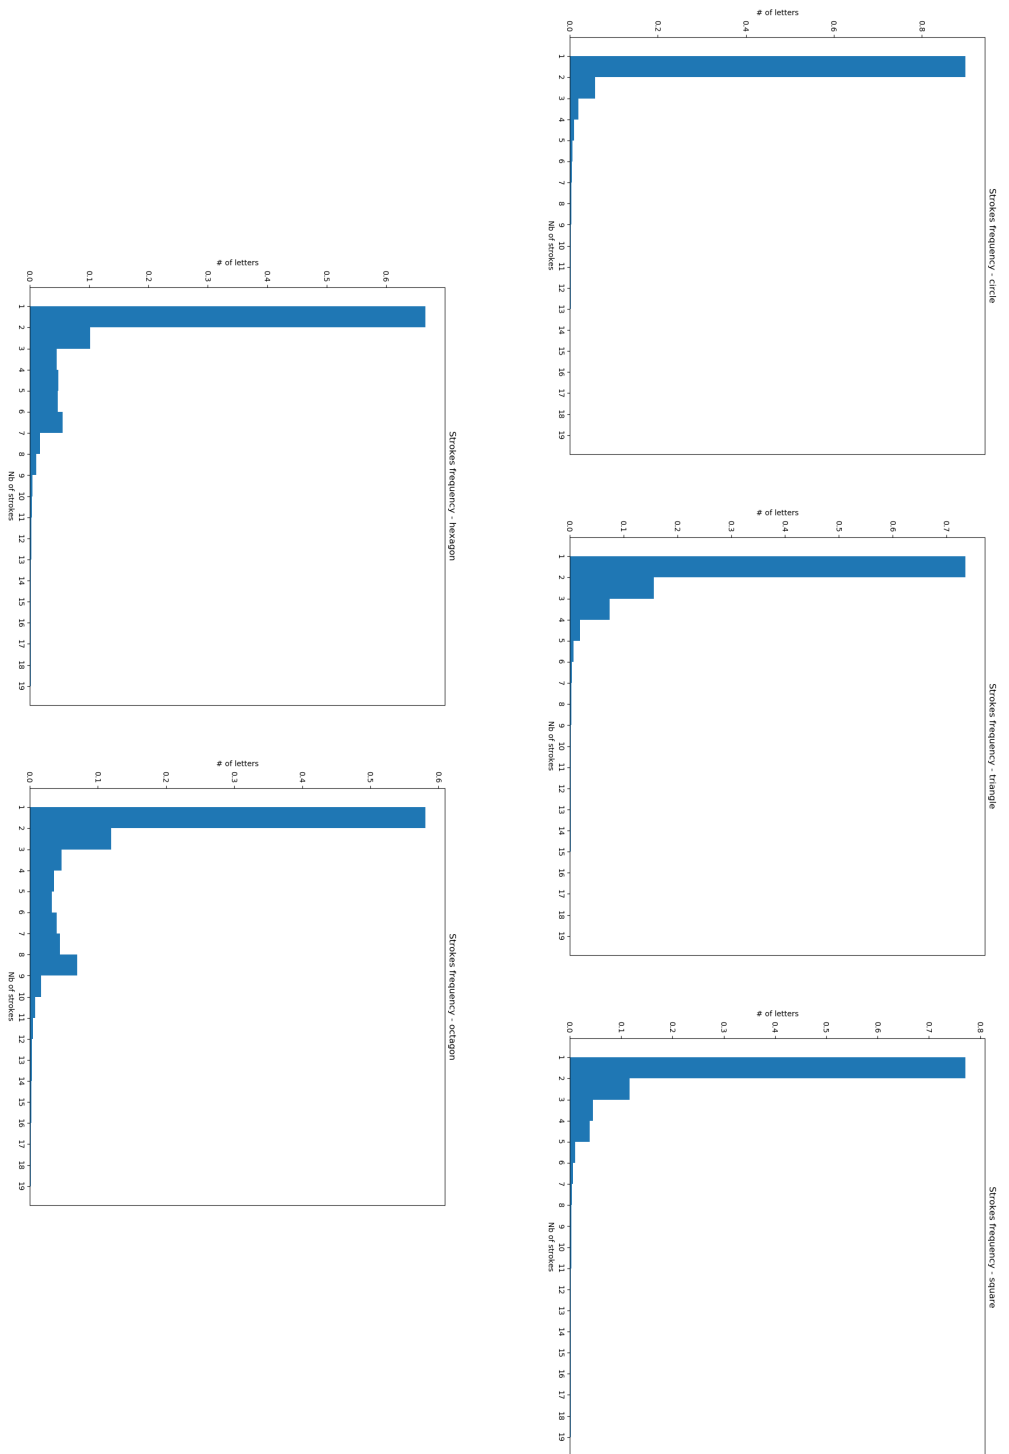 Strokes frequency - circle
0.8
0.6
0.4
0.2
0.0
# of letters
1 2 3 4 5 6 7 8 9 10 11 12 13 14 15 16 17 18 19
Nb of strokes
Strokes frequency - triangle
0.7
0.6
0.5
0.4
0.3
0.2
0.1
0.0
# of letters
1 2 3 4 5 6 7 8 9 10 11 12 13 14 15 16 17 18 19
Nb of strokes
Strokes frequency - square
0.8
0.7
0.6
0.5
0.4
0.3
0.2
0.1
0.0
# of letters
1 2 3 4 5 6 7 8 9 10 11 12 13 14 15 16 17 18 19
Nb of strokes
Strokes frequency - hexagon
0.6
0.5
0.4
0.3
0.2
0.1
0.0
# of letters
1 2 3 4 5 6 7 8 9 10 11 12 13 14 15 16 17 18 19
Nb of strokes
Strokes frequency - octagon
0.6
0.5
0.4
0.3
0.2
0.1
0.0
# of letters
1 2 3 4 5 6 7 8 9 10 11 12 13 14 15 16 17 18 19
Nb of strokes